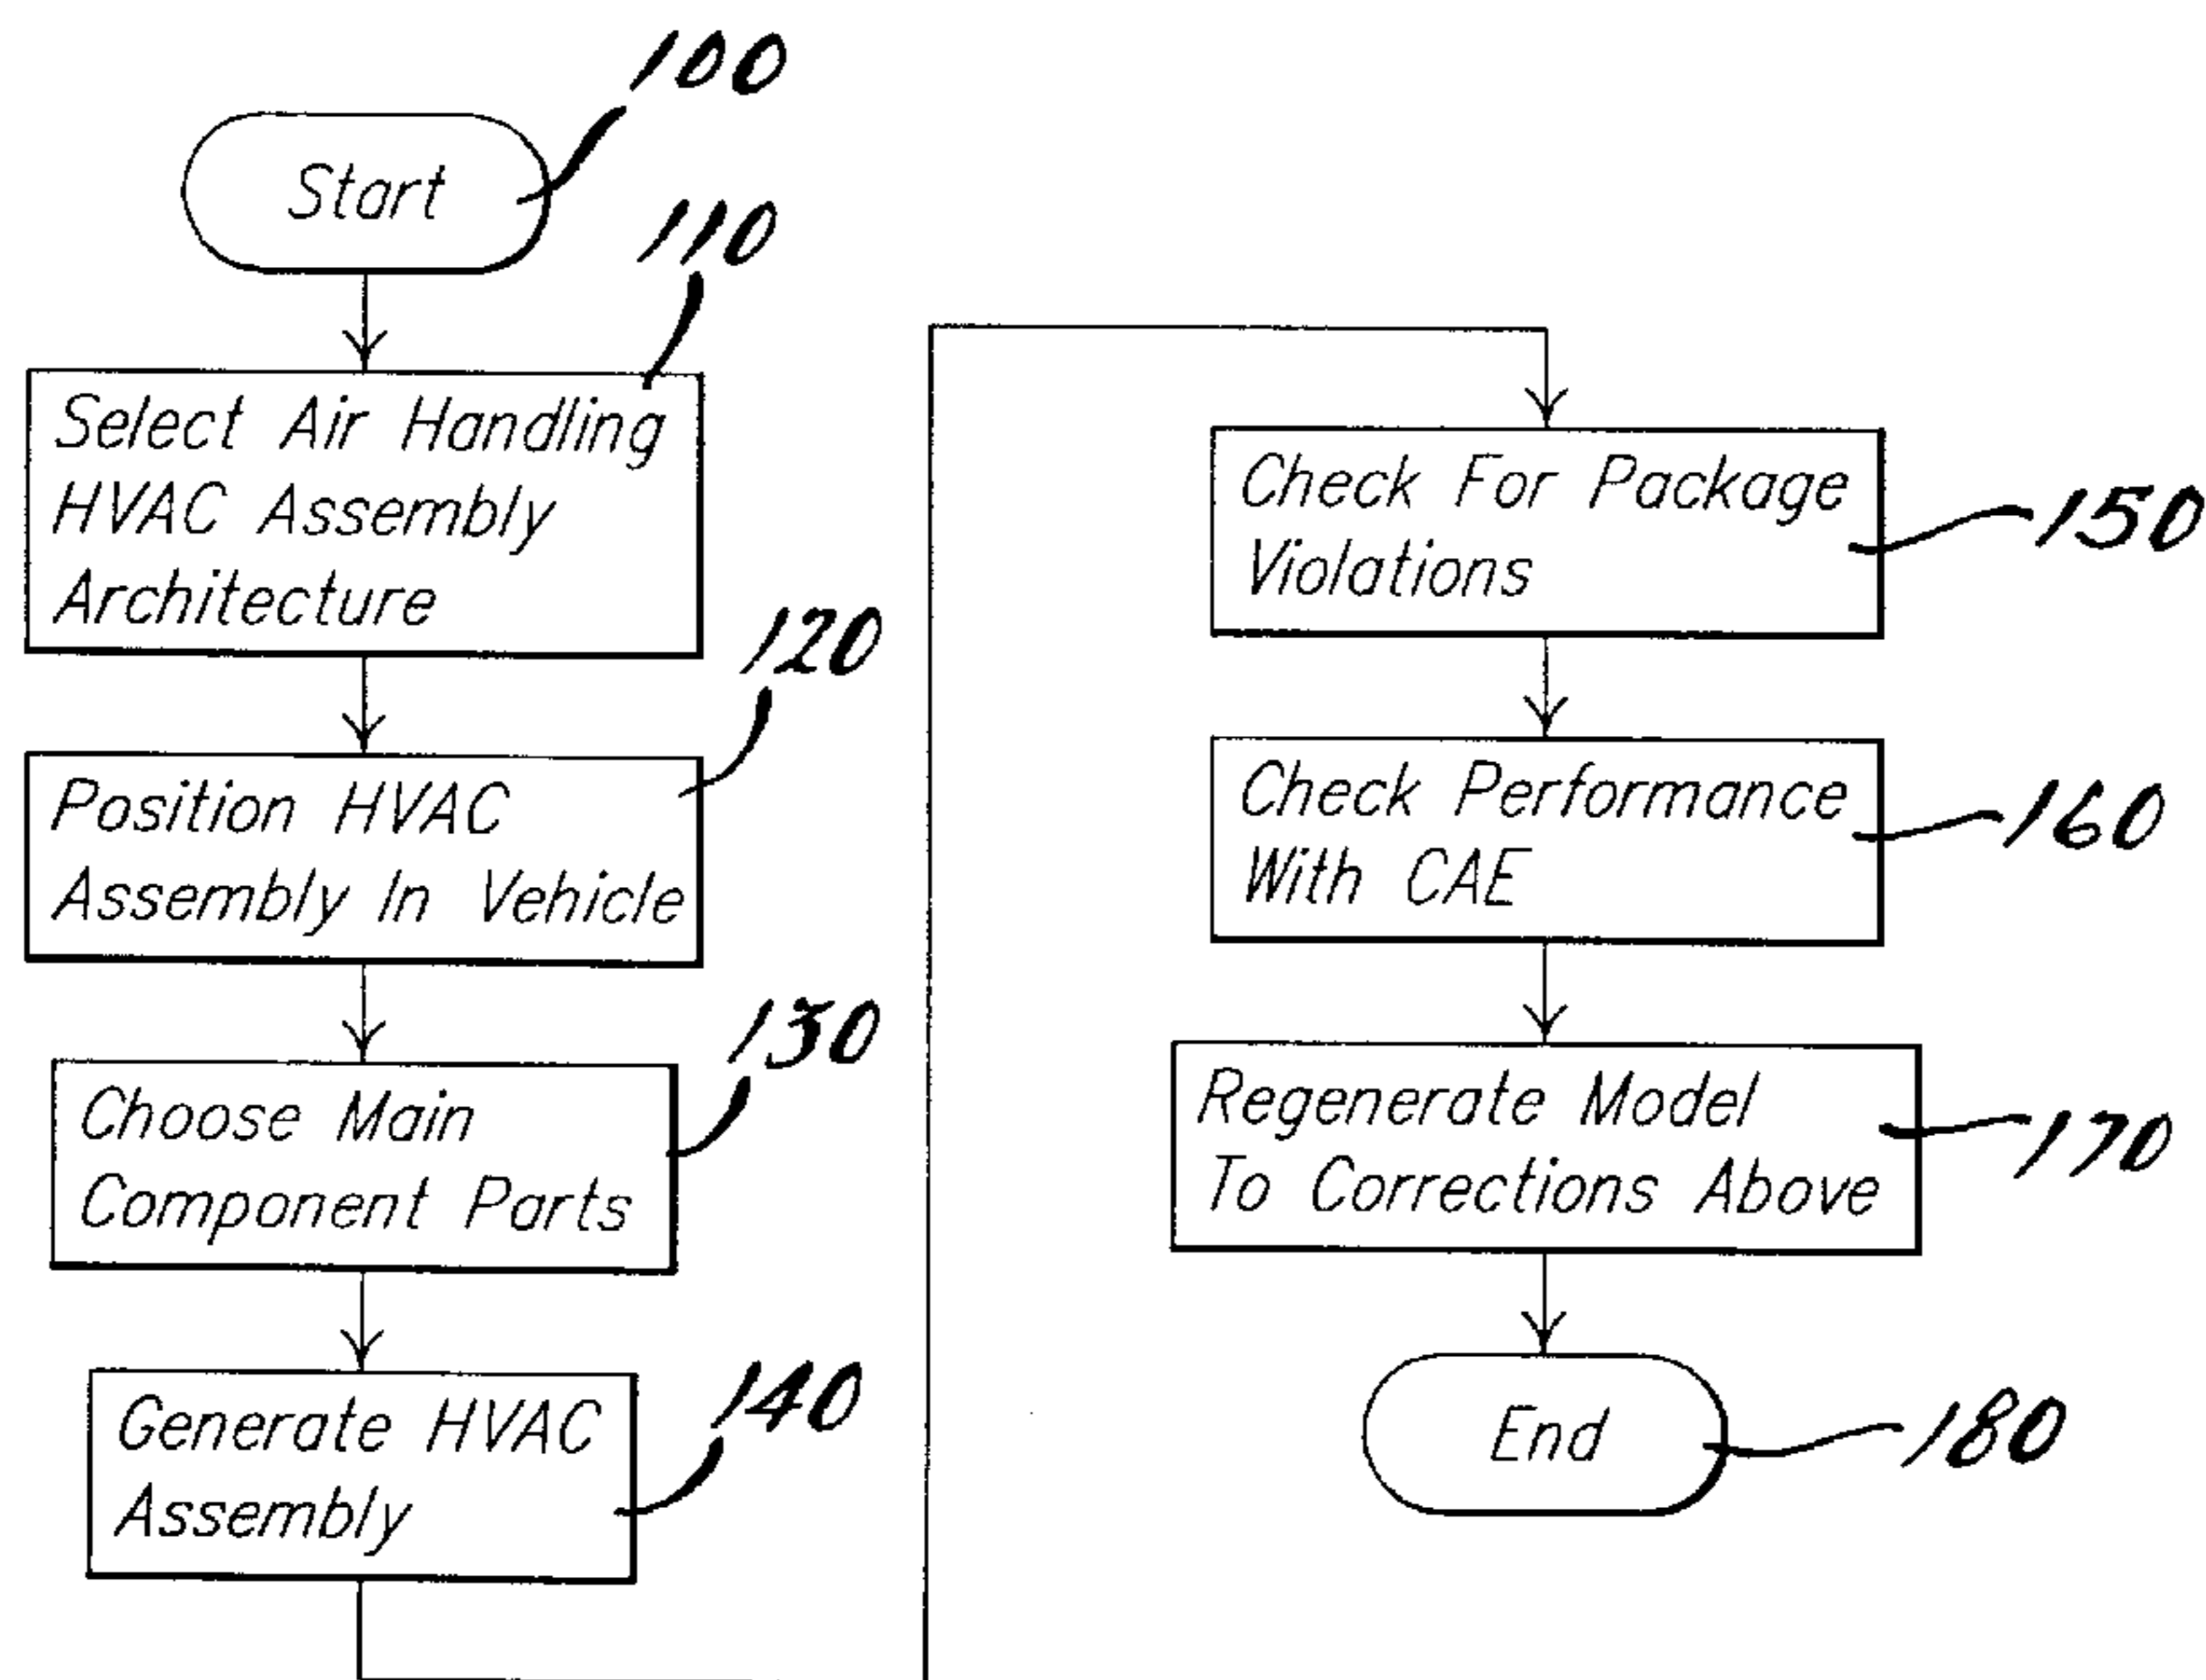 100
Start
110
Select Air Handling
HVAC Assembly
Architecture
120
Position HVAC
Assembly In Vehicle
130
Choose Main
Component Parts
140
Generate HVAC
Assembly
Check For Package
Violations
150
Check Performance
With CAE
160
Regenerate Model
To Corrections Above
170
End
180